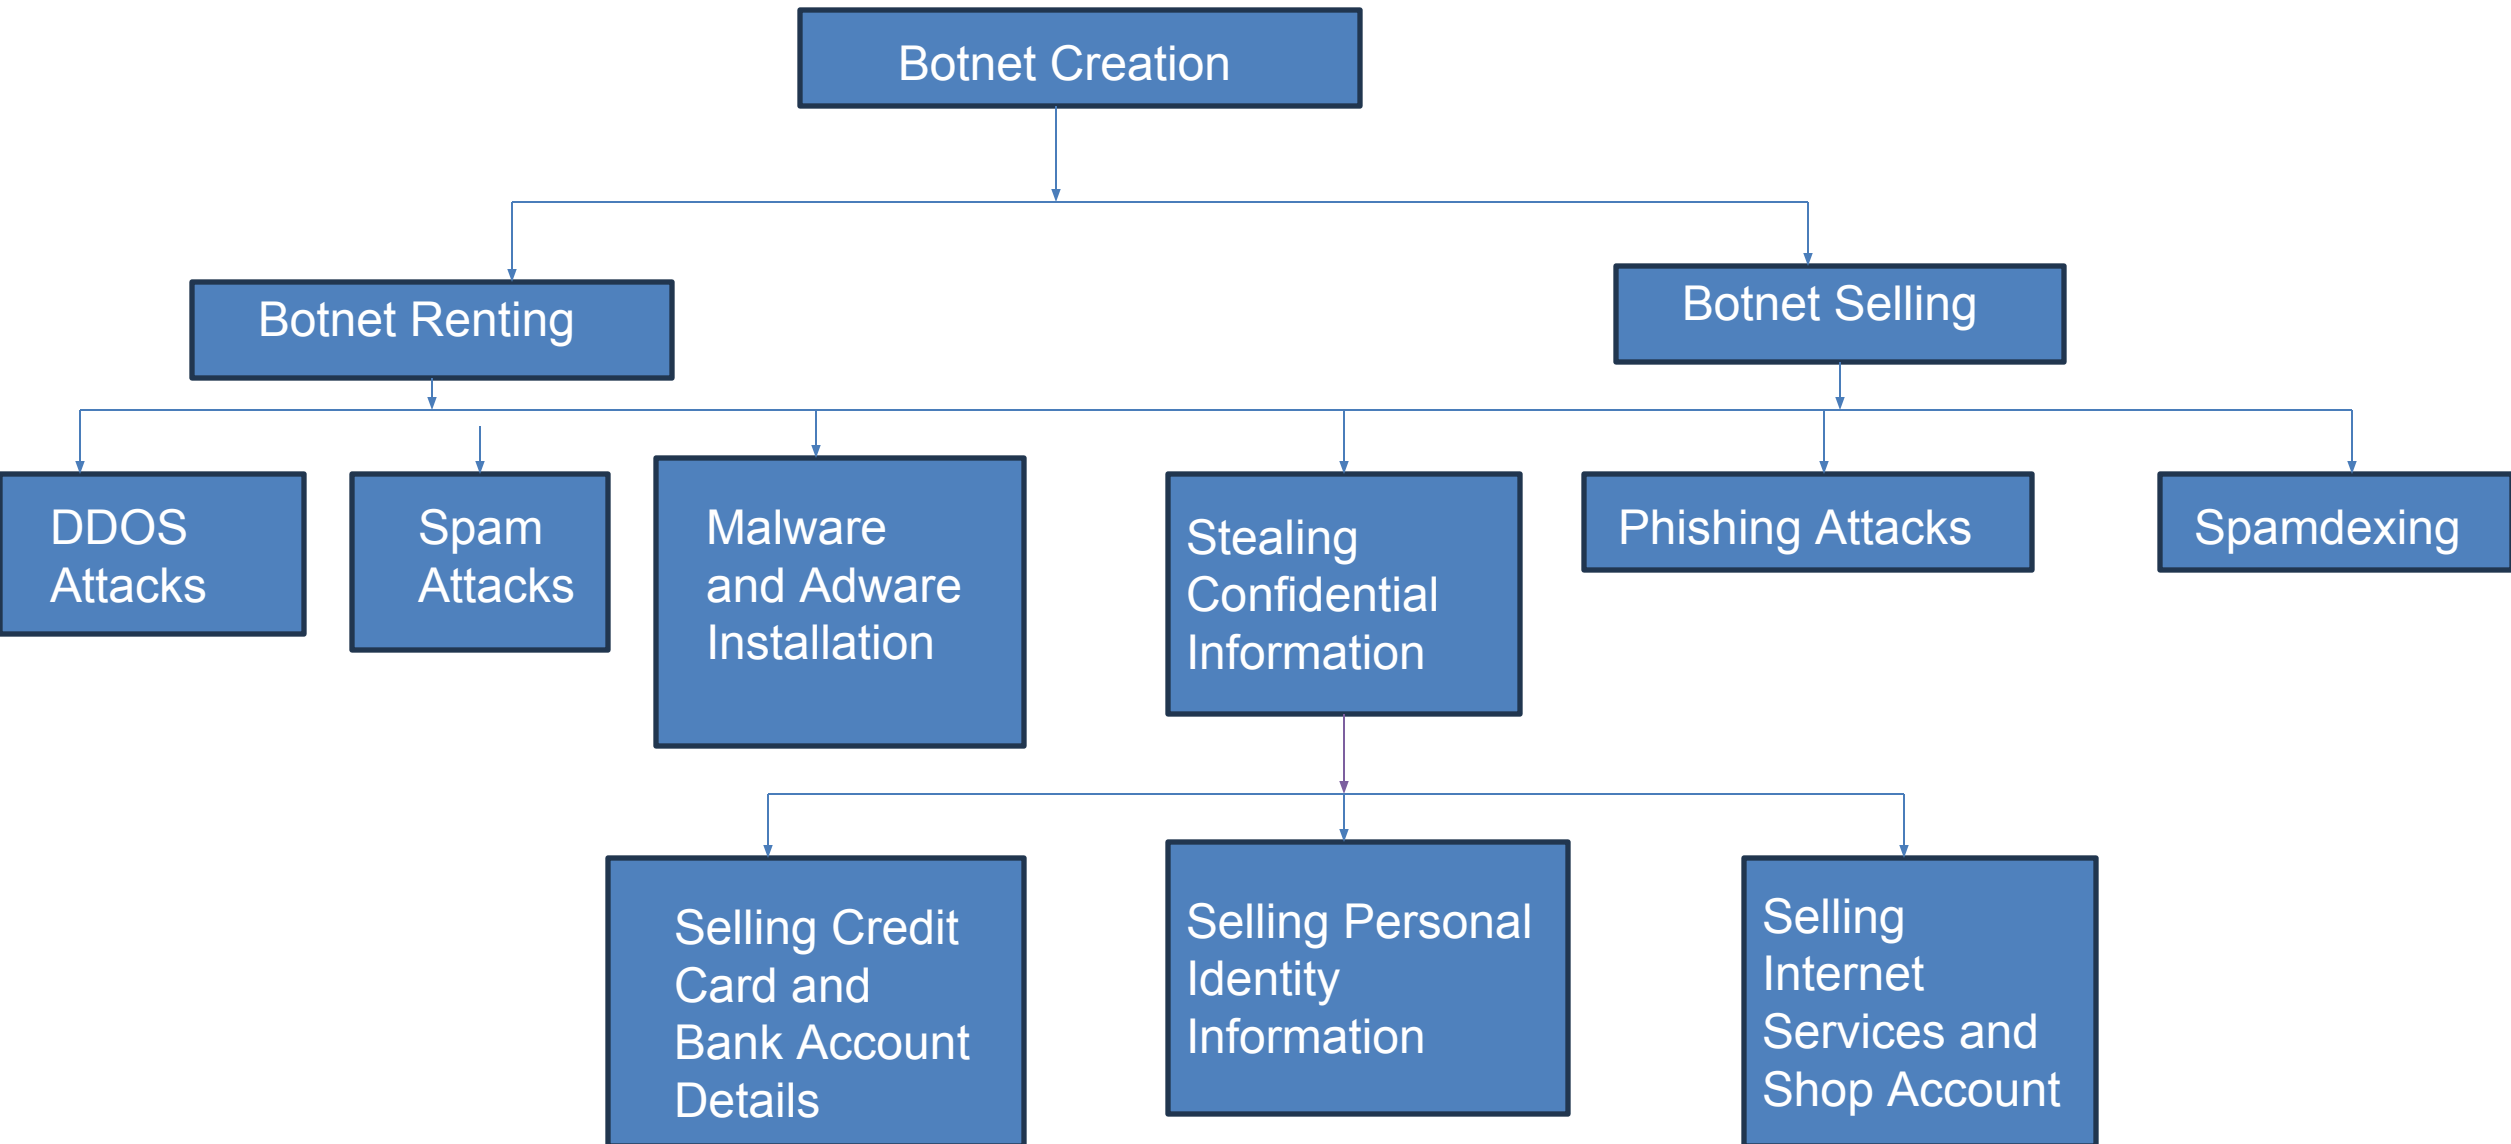 Botnet Creation
Botnet Renting
Botnet Selling
DDOS
Attacks
Spam
Attacks
Malware
and Adware
Installation
Stealing
Confidential
Information
Phishing Attacks
Spamdexing
Selling Credit
Card and
Bank Account
Details
Selling Personal
Identity
Information
Selling
Internet
Services and
Shop Account